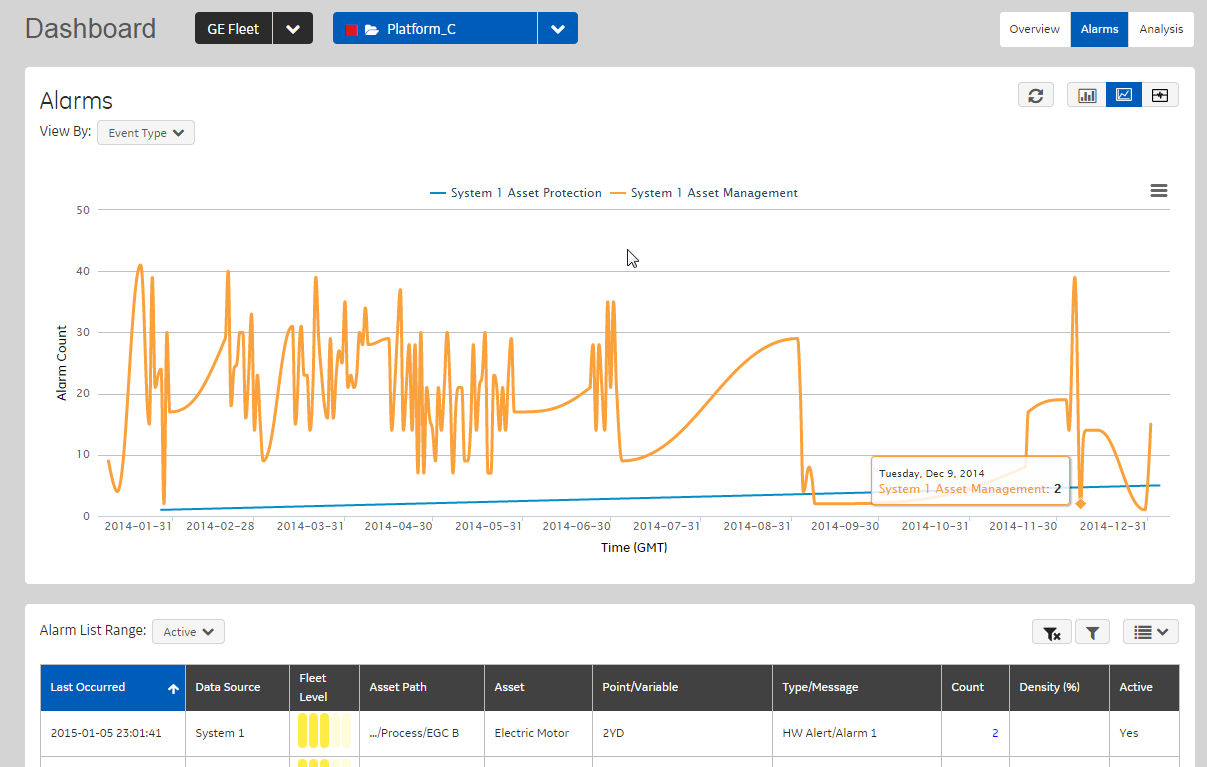 Dashboard
GE Fleet
Platform_C
Overview
Alarms
Analysis
Alarms
View By:
Event Type
System 1 Asset Protection
System 1 Asset Management
50
40
30
20
10
0
Alarm Count
Tuesday, Dec 9, 2014
System 1 Asset Management: 2
2014-01-31
2014-02-28
2014-03-31
2014-04-30
2014-05-31
2014-06-30
2014-07-31
2014-08-31
2014-09-30
2014-10-31
2014-11-30
2014-12-31
Time (GMT)
Alarm List Range:
Active
Last Occurred
Data Source
Fleet
Level
Asset Path
Asset
Point/Variable
Type/Message
Count
Density (%)
Active
2015-01-05 23:01:41
System 1
.../Process/EGC B
Electric Motor
2YD
HW Alert/Alarm 1
2
Yes